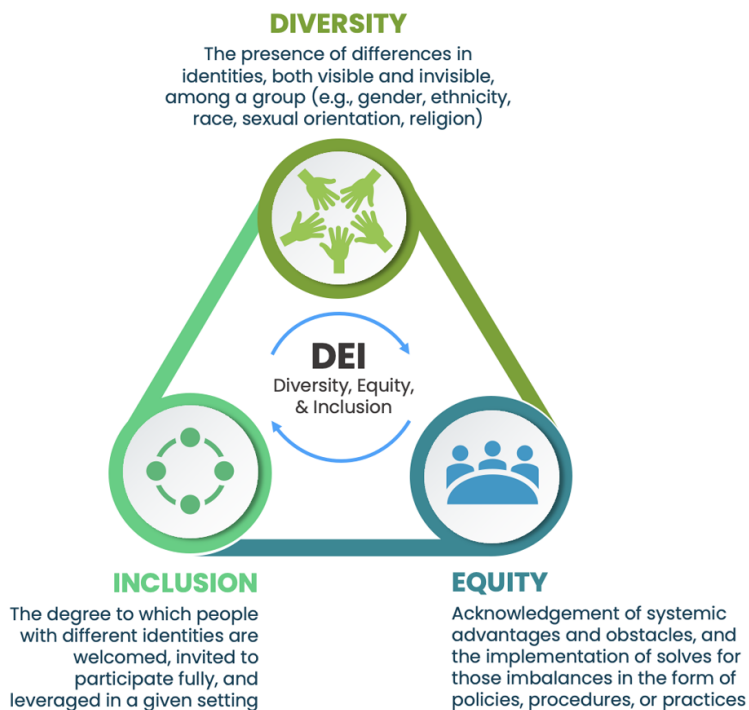 DIVERSITY
The presence of differences in
identities, both visible and invisible,
among a group (e.g., gender, ethnicity,
race, sexual orientation, religion)
DEI
Diversity, Equity,
& Inclusion
INCLUSION
The degree to which people
with different identities are
welcomed, invited to
participate fully, and
leveraged in a given setting
EQUITY
Acknowledgement of systemic
advantages and obstacles, and
the implementation of solves for
those imbalances in the form of
policies, procedures, or practices